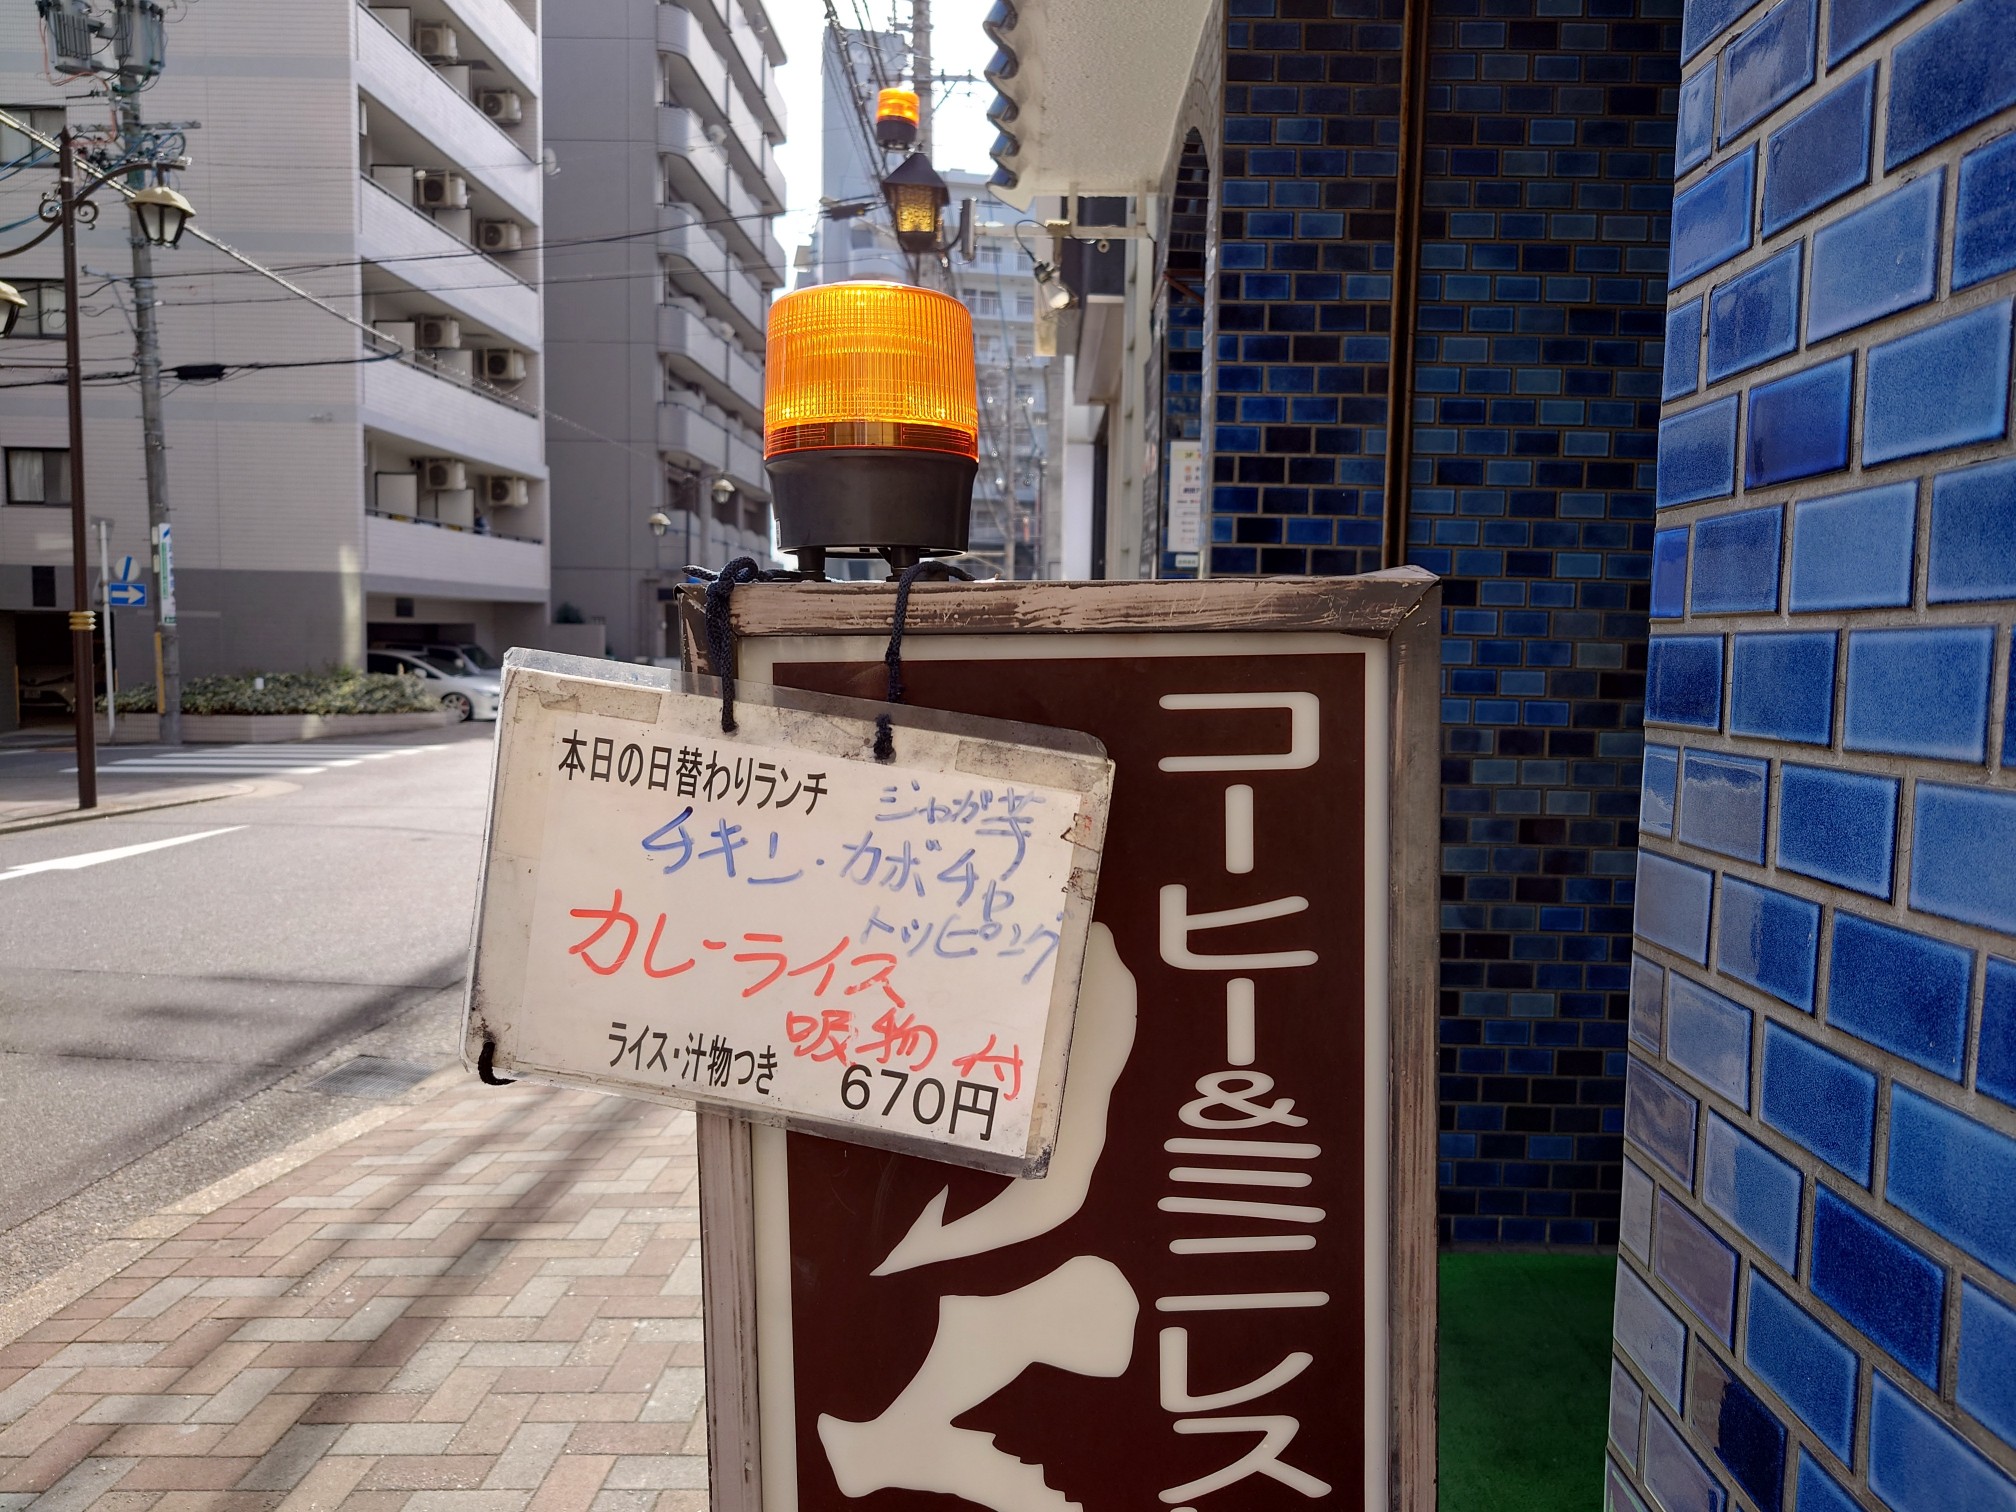 本日の日替わりランチ
ジャガ芋
チキン・カボチャ
トッピング
カレーライス
吸物付
ライス・汁物つき
670円
コーヒー&ミニレス